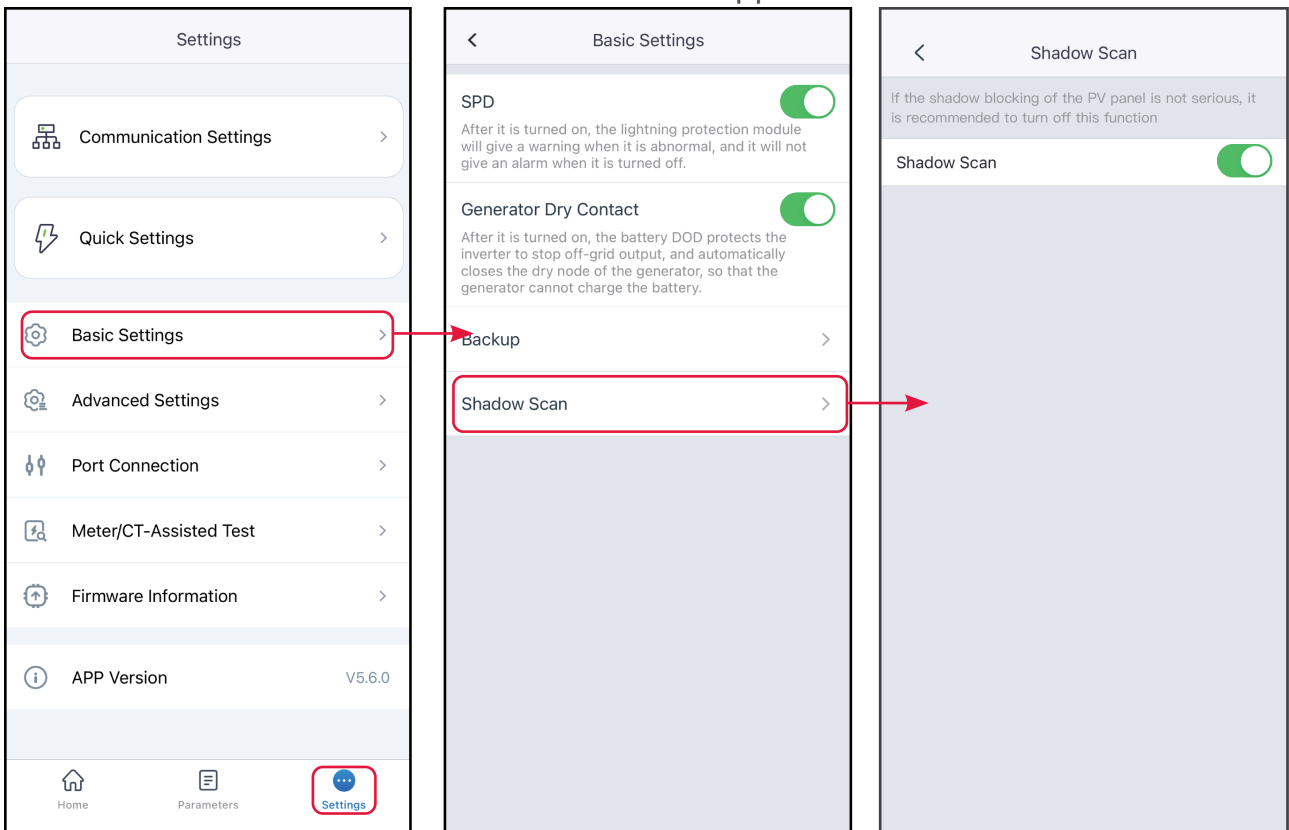 Settings
Communication Settings
Quick Settings
Basic Settings
Advanced Settings
Port Connection
Meter/CT-Assisted Test
Firmware Information
APP Version
V5.6.0
Home
Parameters
Settings
Basic Settings
SPD
After it is turned on, the lightning protection module
will give a warning when it is abnormal, and it will not
give an alarm when it is turned off.
Generator Dry Contact
After it is turned on, the battery DOD protects the
inverter to stop off-grid output, and automatically
closes the dry node of the generator, so that the
generator cannot charge the battery.
Backup
Shadow Scan
Shadow Scan
If the shadow blocking of the PV panel is not serious, it
is recommended to turn off this function
Shadow Scan